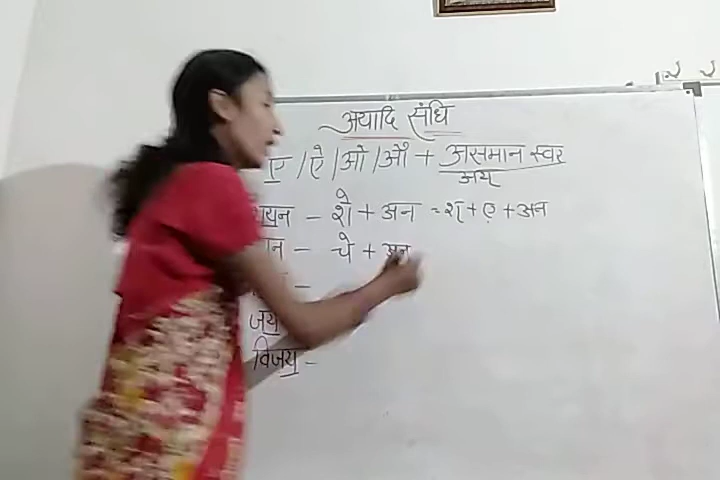 अयादि संधि
ए / ऐ / ओ / औ + असमान स्वर
अय
यन - शे + अन = श् + ए + अन
न - चे + अन
-
जय
विजय -